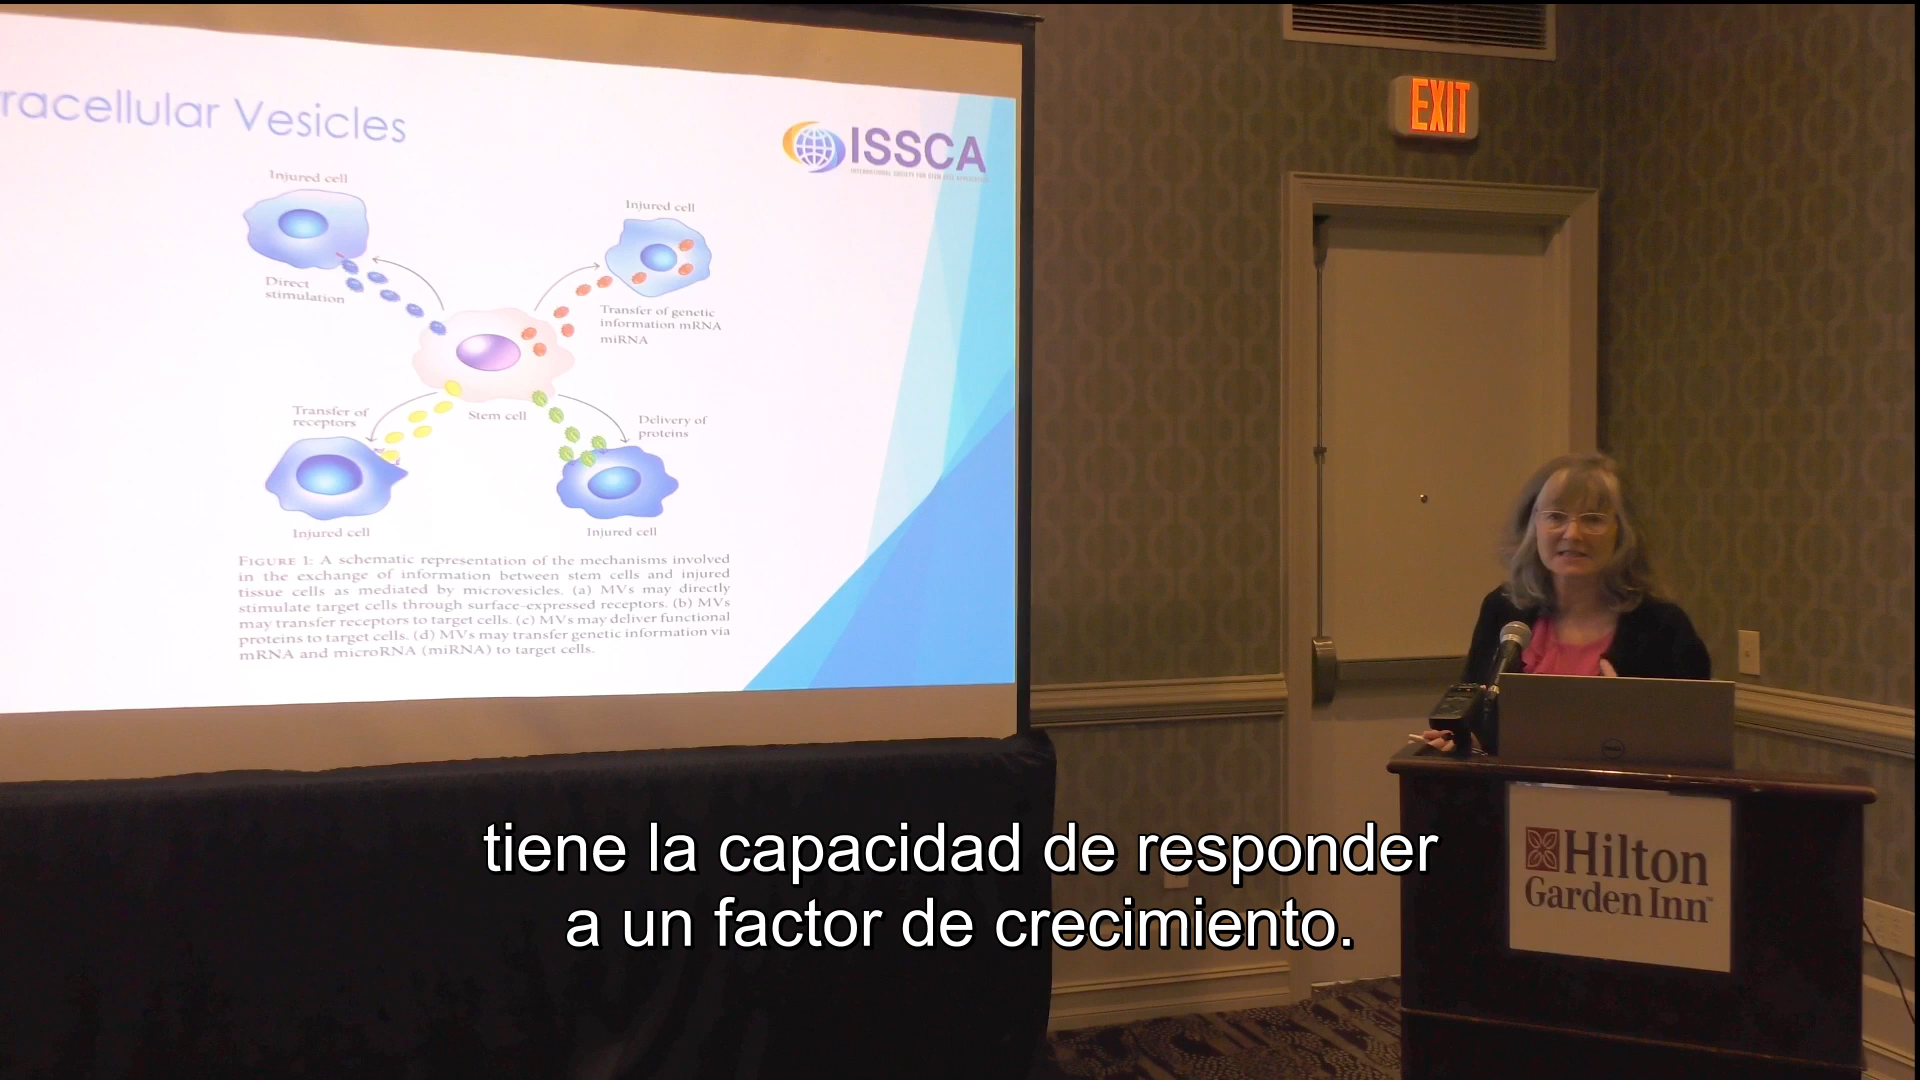 racellular Vesicles
ISSCA
Injured cell
Direct
stimulation
Injured cell
Transfer of genetic
information mRNA
miRNA
Transfer of
receptors
Stem cell
Delivery of
proteins
Injured cell
Injured cell
FIGURE 1: A schematic representation of the mechanisms involved
in the exchange of information between stem cells and injured
tissue cells as mediated by microvesicles. (a) MVs may directly
stimulate target cells through surface-expressed receptors. (b) MVs
may transfer receptors to target cells. (c) MVs may deliver functional
proteins to target cells. (d) MVs may transfer genetic information via
mRNA and microRNA (miRNA) to target cells.
EXIT
Hilton
Garden Inn™
tiene la capacidad de responder
a un factor de crecimiento.